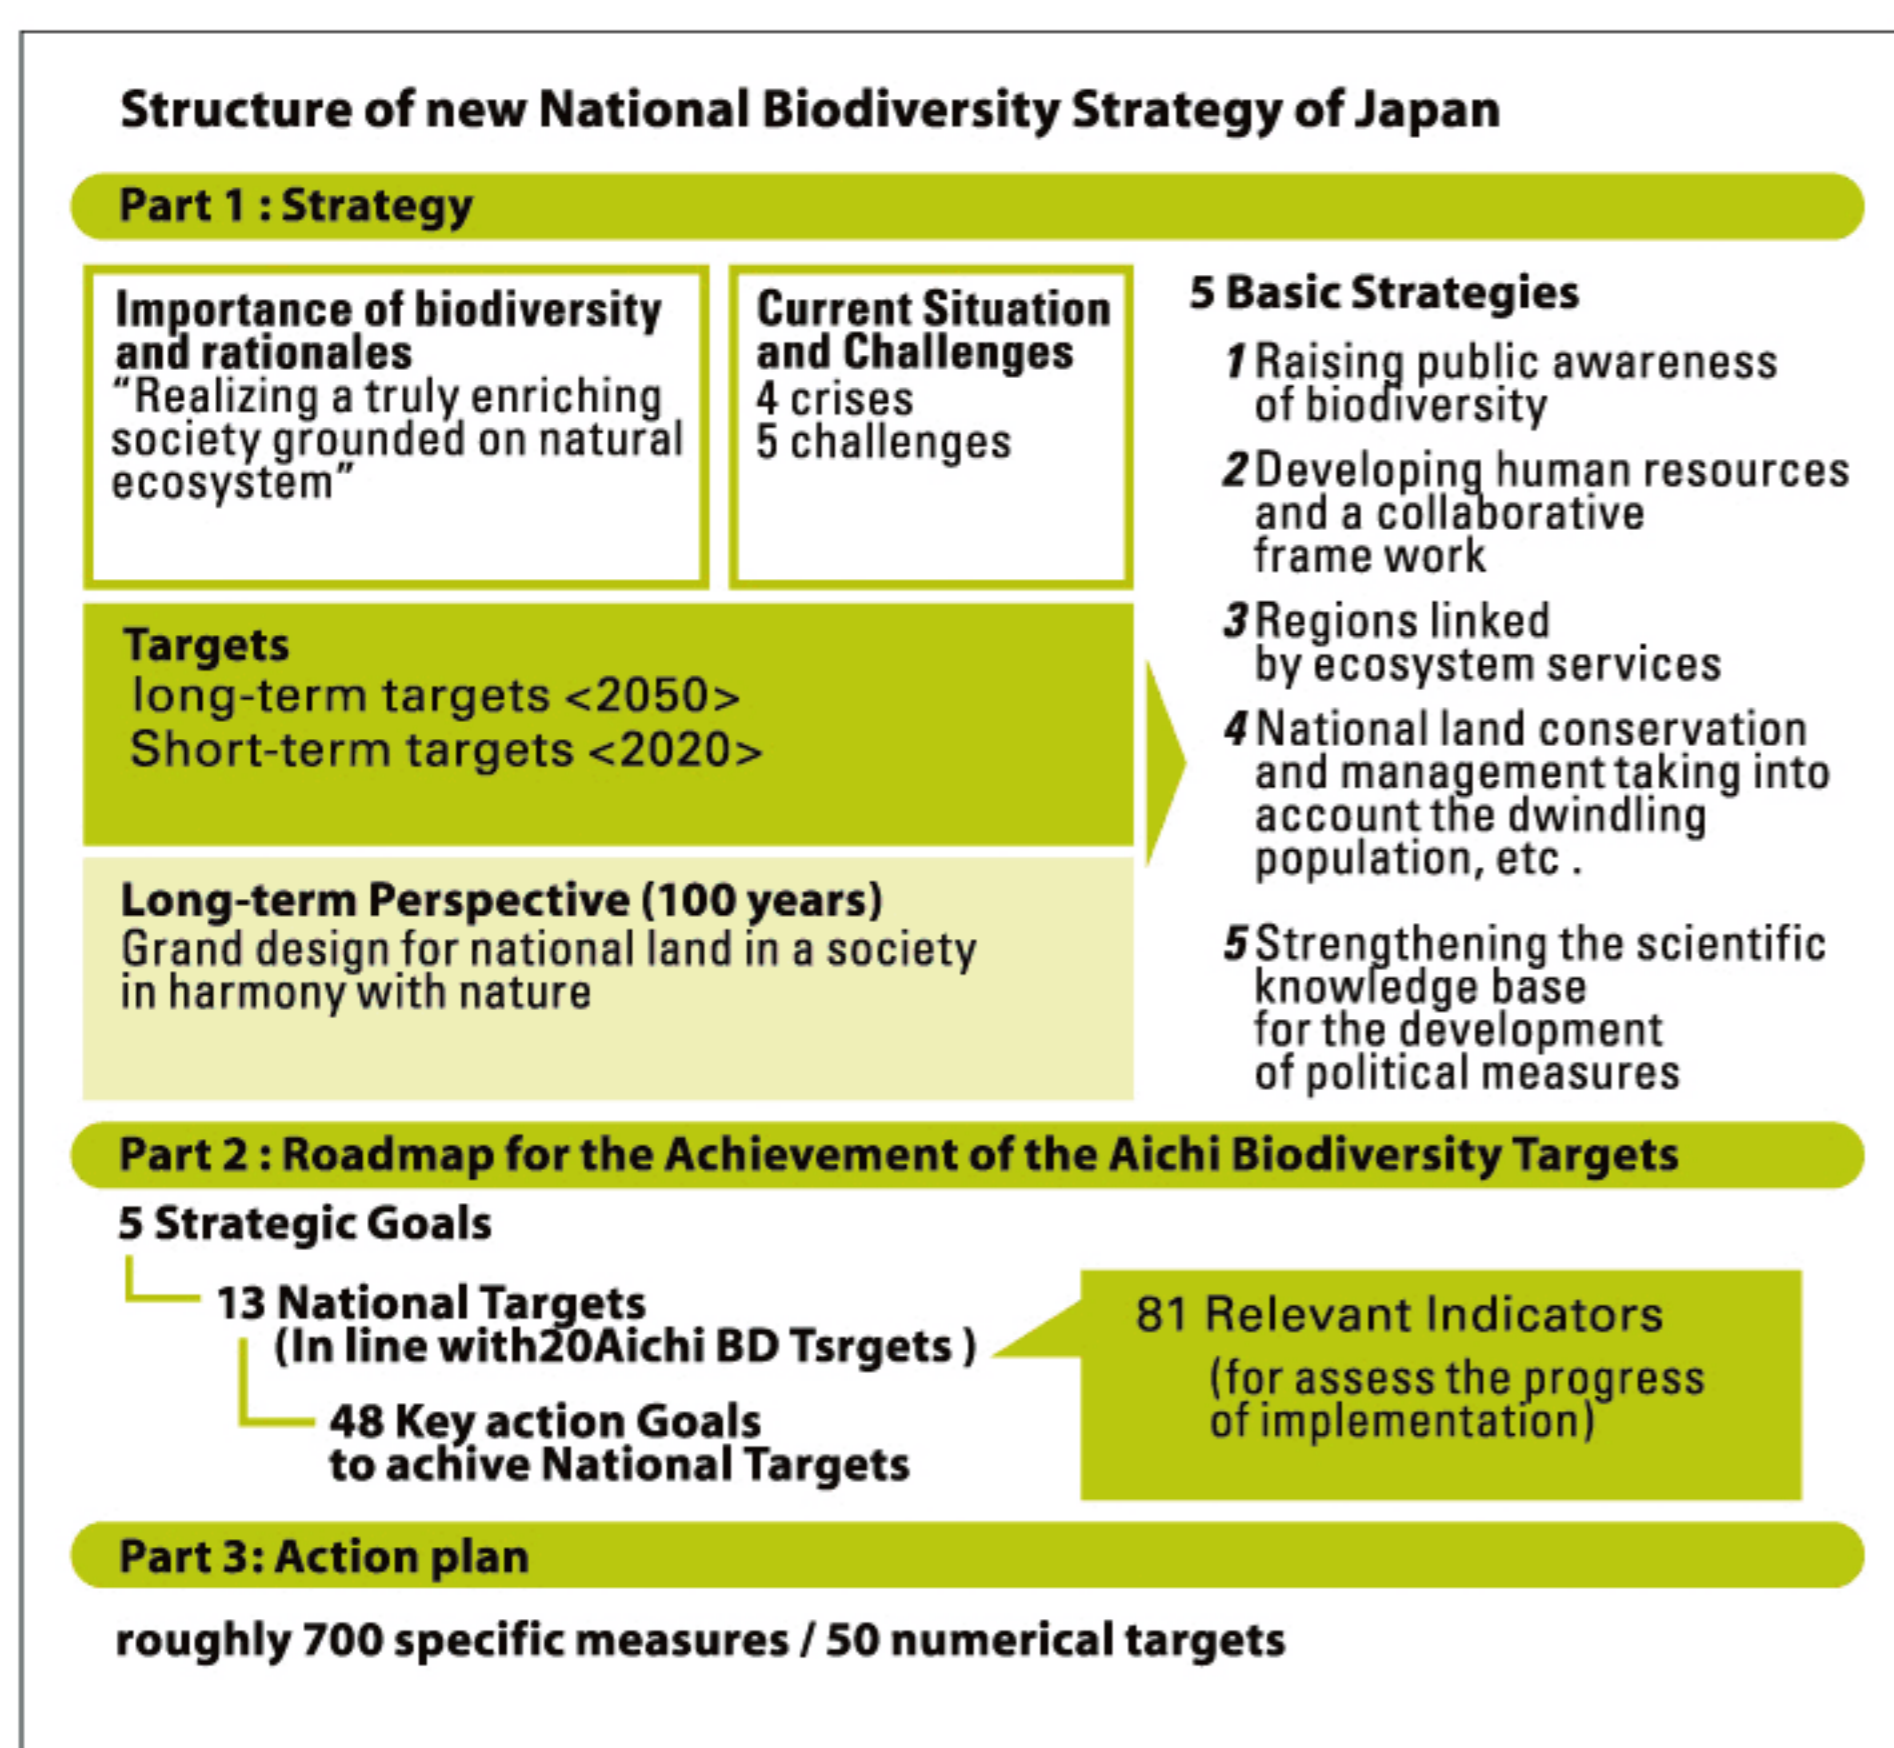 Structure of new National Biodiversity Strategy of Japan
Part 1 : Strategy
Importance of biodiversity
and rationales
“Realizing a truly enriching
society grounded on natural
ecosystem”
Current Situation
and Challenges
4 crises
5 challenges
Targets
long-term targets <2050>
Short-term targets <2020>
Long-term Perspective (100 years)
Grand design for national land in a society
in harmony with nature
5 Basic Strategies
1 Raising public awareness
of biodiversity
2 Developing human resources
and a collaborative
frame work
3 Regions linked
by ecosystem services
4 National land conservation
and management taking into
account the dwindling
population, etc .
5 Strengthening the scientific
knowledge base
for the development
of political measures
Part 2 : Roadmap for the Achievement of the Aichi Biodiversity Targets
5 Strategic Goals
13 National Targets
(In line with20Aichi BD Tsrgets )
48 Key action Goals
to achive National Targets
81 Relevant Indicators
(for assess the progress
of implementation)
Part 3: Action plan
roughly 700 specific measures / 50 numerical targets